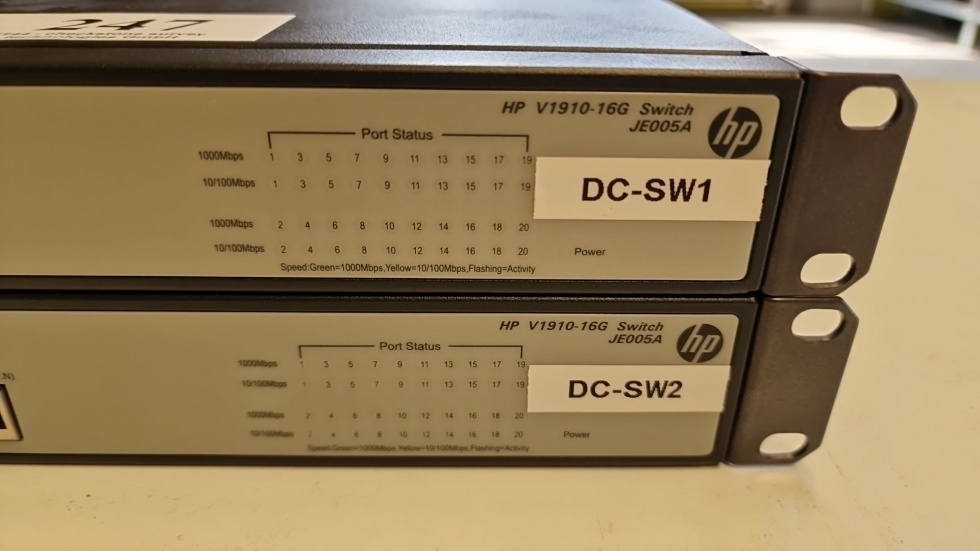 247
HP V1910-16G Switch
JE005A
hp
Port Status
1000Mbps 1 3 5 7 9 11 13 15 17 19
10/100Mbps 1 3 5 7 9 11 13 15 17 19
DC-SW1
1000Mbps 2 4 6 8 10 12 14 16 18 20
10/100Mbps 2 4 6 8 10 12 14 16 18 20
Power
Speed:Green=1000Mbps,Yellow=10/100Mbps,Flashing=Activity
HP V1910-16G Switch
JE005A
hp
Port Status
1000Mbps 1 3 5 7 9 11 13 15 17 19
10/100Mbps 1 3 5 7 9 11 13 15 17 19
DC-SW2
1000Mbps 2 4 6 8 10 12 14 16 18 20
10/100Mbps 2 4 6 8 10 12 14 16 18 20
Power
Speed:Green=1000Mbps,Yellow=10/100Mbps,Flashing=Activity